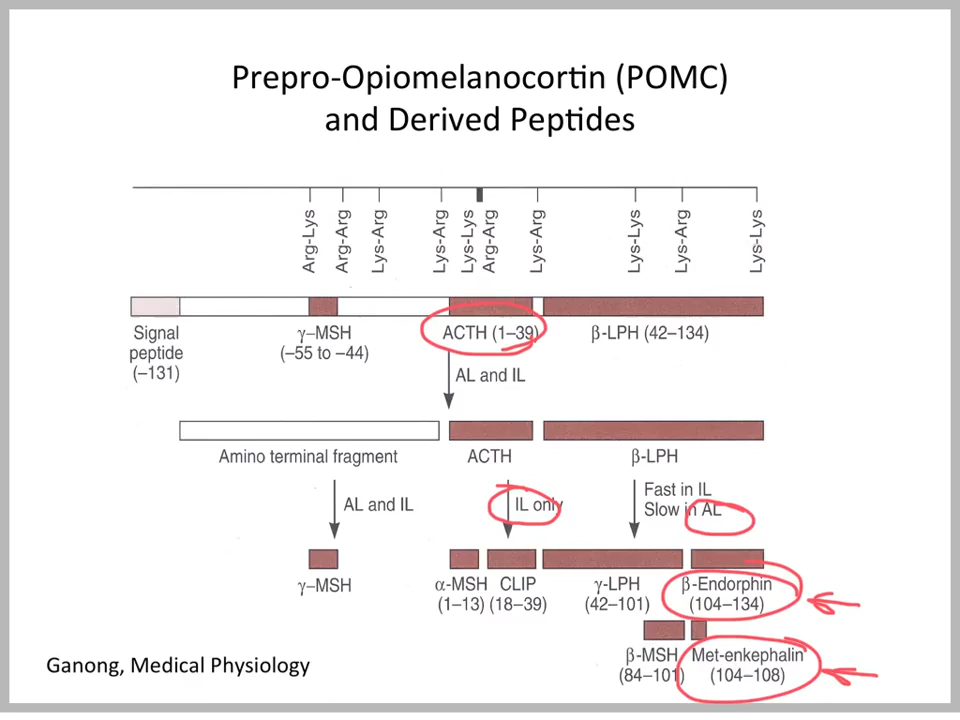 Prepro-Opiomelanocortin (POMC)
and Derived Peptides
Arg-Lys
Arg-Arg
Lys-Arg
Lys-Arg
Lys-Lys
Arg-Arg
Lys-Arg
Lys-Lys
Lys-Arg
Lys-Lys
Signal
peptide
(–131)
γ–MSH
(–55 to –44)
ACTH (1–39)
β-LPH (42–134)
AL and IL
Amino terminal fragment
ACTH
β-LPH
AL and IL
IL only
Fast in IL
Slow in AL
γ–MSH
α-MSH
(1–13)
CLIP
(18–39)
γ-LPH
(42–101)
β-Endorphin
(104–134)
β-MSH
(84–101)
Met-enkephalin
(104–108)
Ganong, Medical Physiology